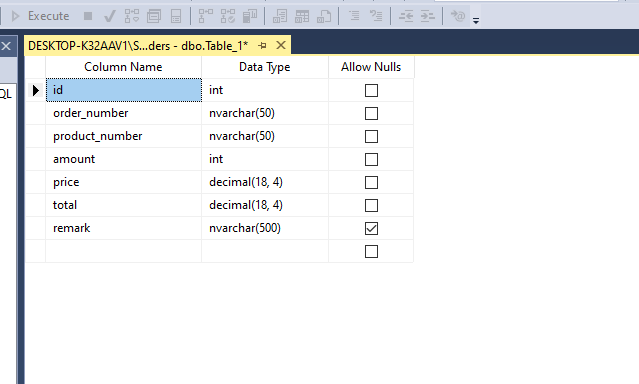 Execute
DESKTOP-K32AAV1\S...ders - dbo.Table_1*
QL
Column Name Data Type Allow Nulls
id int
order_number nvarchar(50)
product_number nvarchar(50)
amount int
price decimal(18, 4)
total decimal(18, 4)
remark nvarchar(500)